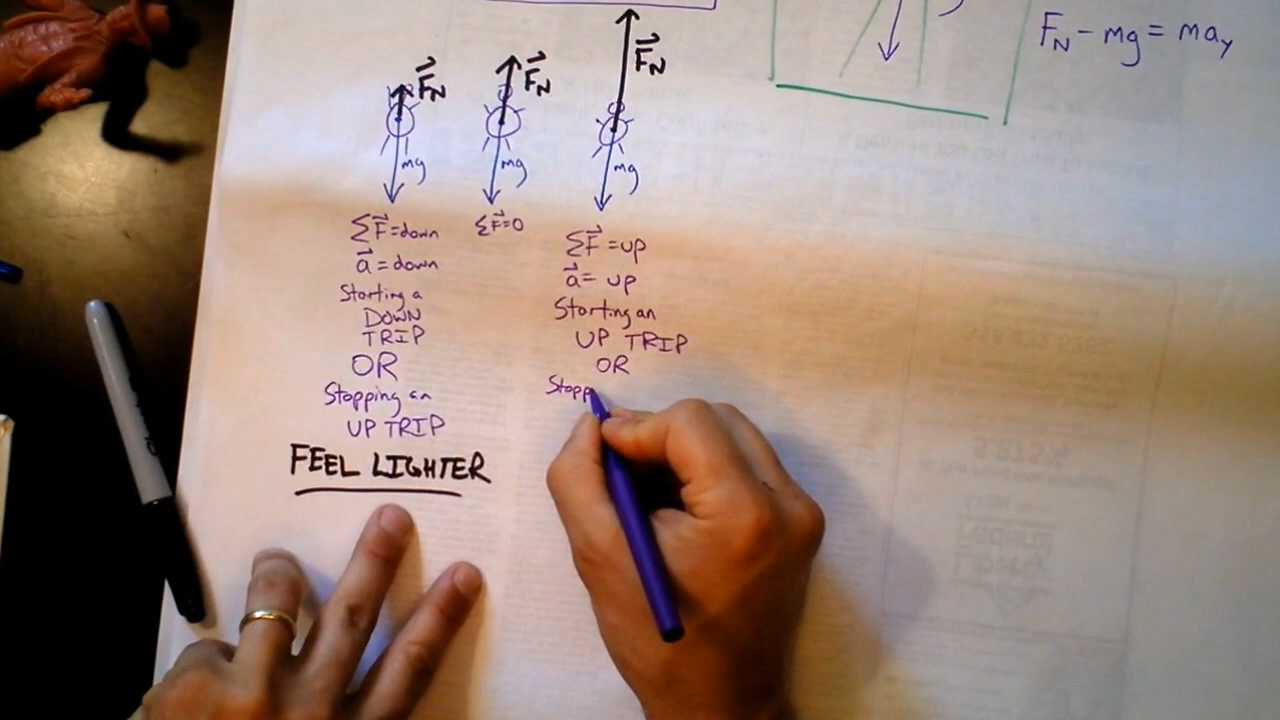 F_N - mg = ma_y
F_N
mg
ΣF = down
a = down
Starting a
DOWN
TRIP
OR
Stopping an
UP TRIP
FEEL LIGHTER
F_N
mg
ΣF=0
F_N
mg
ΣF = up
a = up
Starting an
UP TRIP
OR
Stopp